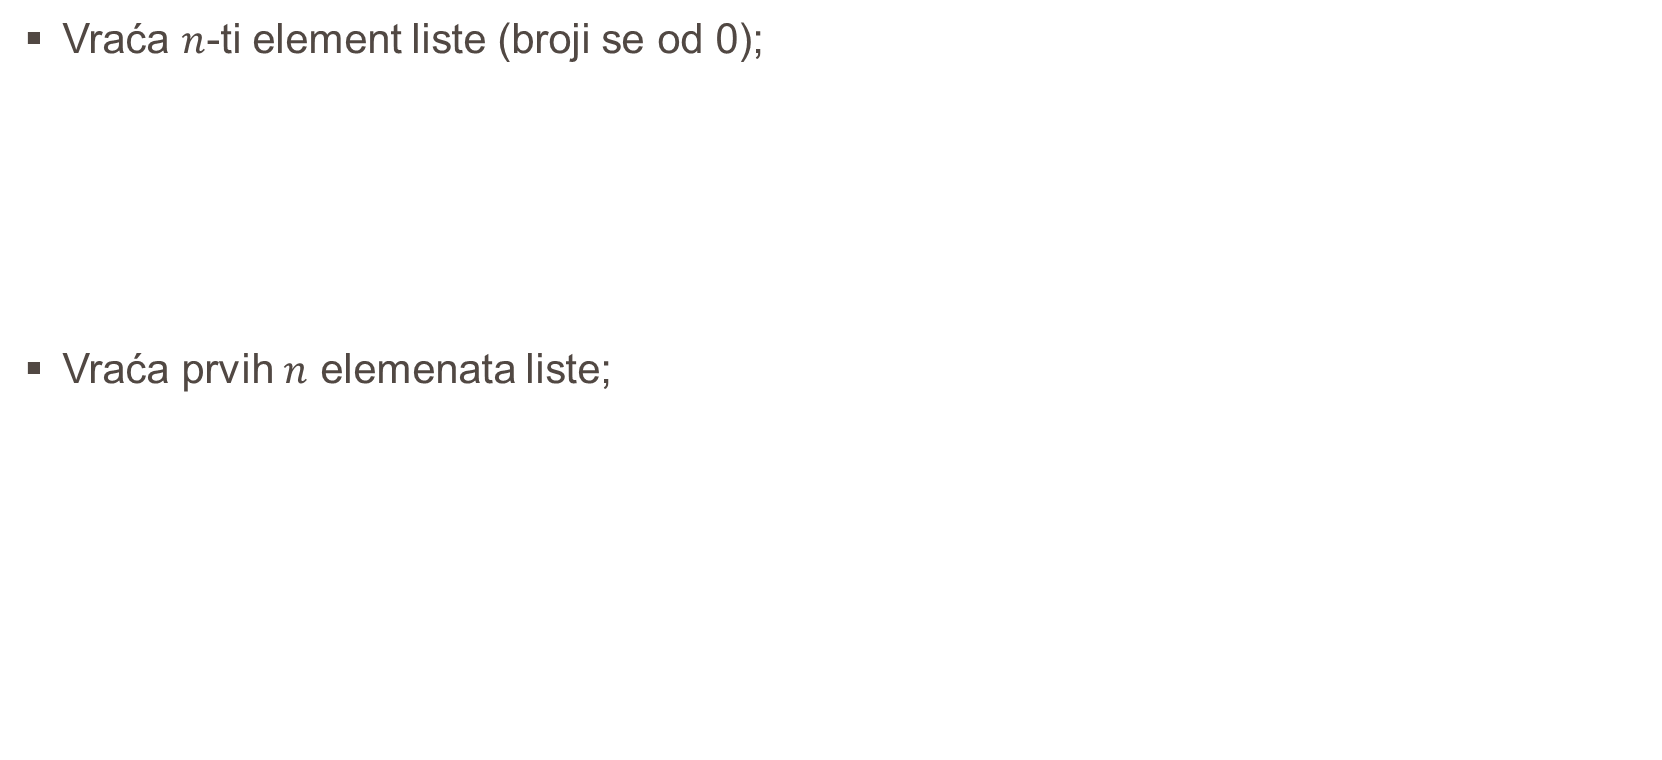 ▪ Vraća 𝑛-ti element liste (broji se od 0);
▪ Vraća prvih 𝑛 elemenata liste;